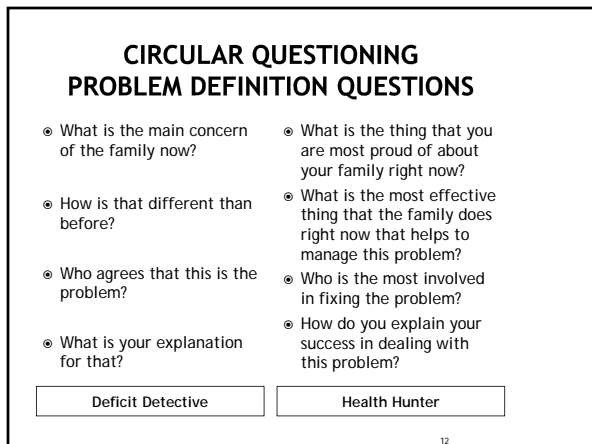 CIRCULAR QUESTIONING
PROBLEM DEFINITION QUESTIONS
⦿ What is the main concern
of the family now?
⦿ How is that different than
before?
⦿ Who agrees that this is the
problem?
⦿ What is your explanation
for that?
Deficit Detective
⦿ What is the thing that you
are most proud of about
your family right now?
⦿ What is the most effective
thing that the family does
right now that helps to
manage this problem?
⦿ Who is the most involved
in fixing the problem?
⦿ How do you explain your
success in dealing with
this problem?
Health Hunter
12